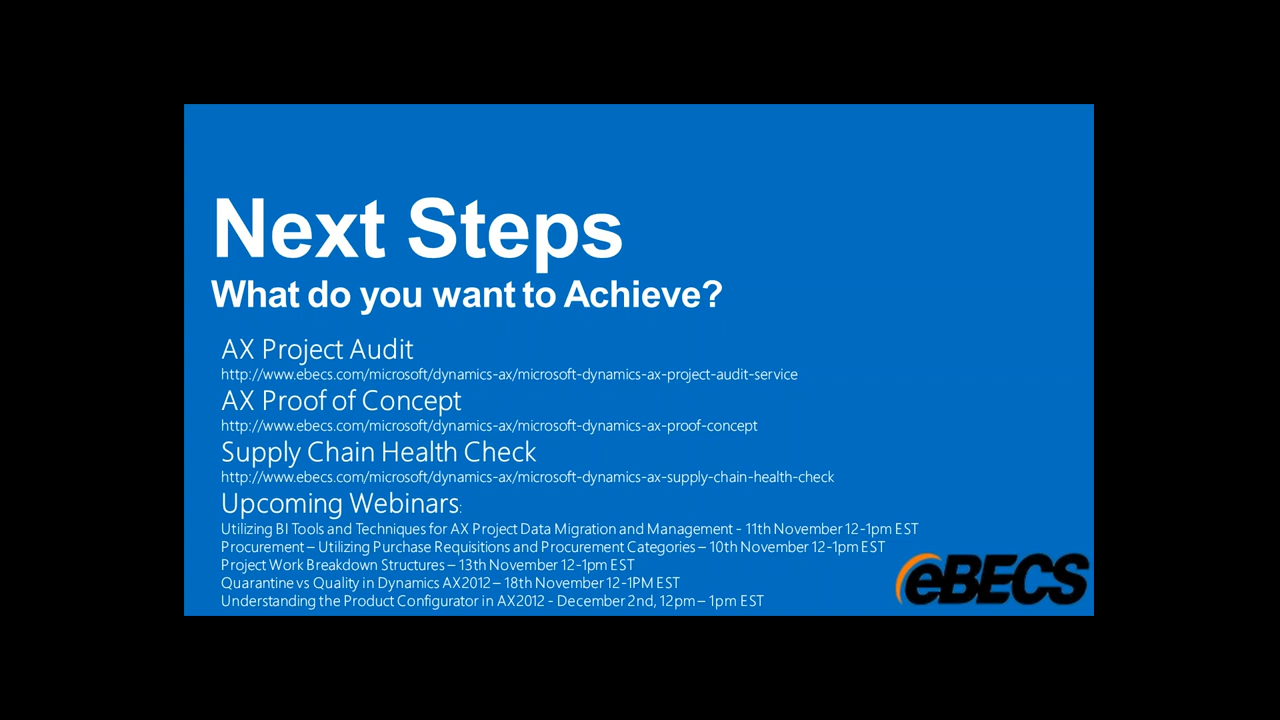 Next Steps
What do you want to Achieve?
AX Project Audit
http://www.ebecs.com/microsoft/dynamics-ax/microsoft-dynamics-ax-project-audit-service
AX Proof of Concept
http://www.ebecs.com/microsoft/dynamics-ax/microsoft-dynamics-ax-proof-concept
Supply Chain Health Check
http://www.ebecs.com/microsoft/dynamics-ax/microsoft-dynamics-ax-supply-chain-health-check
Upcoming Webinars:
Utilizing BI Tools and Techniques for AX Project Data Migration and Management - 11th November 12-1pm EST
Procurement – Utilizing Purchase Requisitions and Procurement Categories – 10th November 12-1pm EST
Project Work Breakdown Structures – 13th November 12-1pm EST
Quarantine vs Quality in Dynamics AX2012 – 18th November 12-1PM EST
Understanding the Product Configurator in AX2012 - December 2nd, 12pm – 1pm EST
eBECS